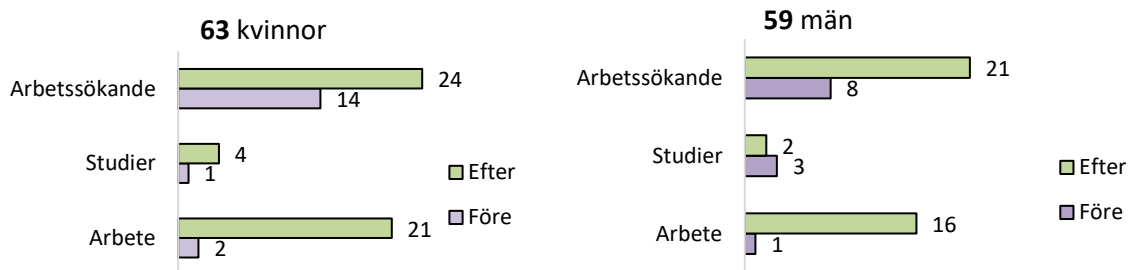 63 kvinnor
Arbetssökande
24
14
Studier
4
1
Arbete
21
2
Efter
Före
59 män
Arbetssökande
21
8
Studier
2
3
Arbete
16
1
Efter
Före